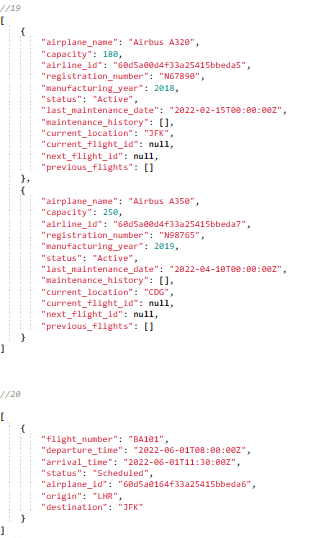 //19
[
{
"airplane_name": "Airbus A320",
"capacity": 180,
"airline_id": "60d5a00d4f33a25415bbeda5",
"registration_number": "N67890",
"manufacturing_year": 2018,
"status": "Active",
"last_maintenance_date": "2022-02-15T00:00:00Z",
"maintenance_history": [],
"current_location": "JFK",
"current_flight_id": null,
"next_flight_id": null,
"previous_flights": []
},
{
"airplane_name": "Airbus A350",
"capacity": 250,
"airline_id": "60d5a00d4f33a25415bbeda7",
"registration_number": "N98765",
"manufacturing_year": 2019,
"status": "Active",
"last_maintenance_date": "2022-04-10T00:00:00Z",
"maintenance_history": [],
"current_location": "CDG",
"current_flight_id": null,
"next_flight_id": null,
"previous_flights": []
}
]
//20
[
{
"flight_number": "BA101",
"departure_time": "2022-06-01T08:00:00Z",
"arrival_time": "2022-06-01T11:30:00Z",
"status": "Scheduled",
"airplane_id": "60d5a0164f33a25415bbeda6",
"origin": "LHR",
"destination": "JFK"
}
]